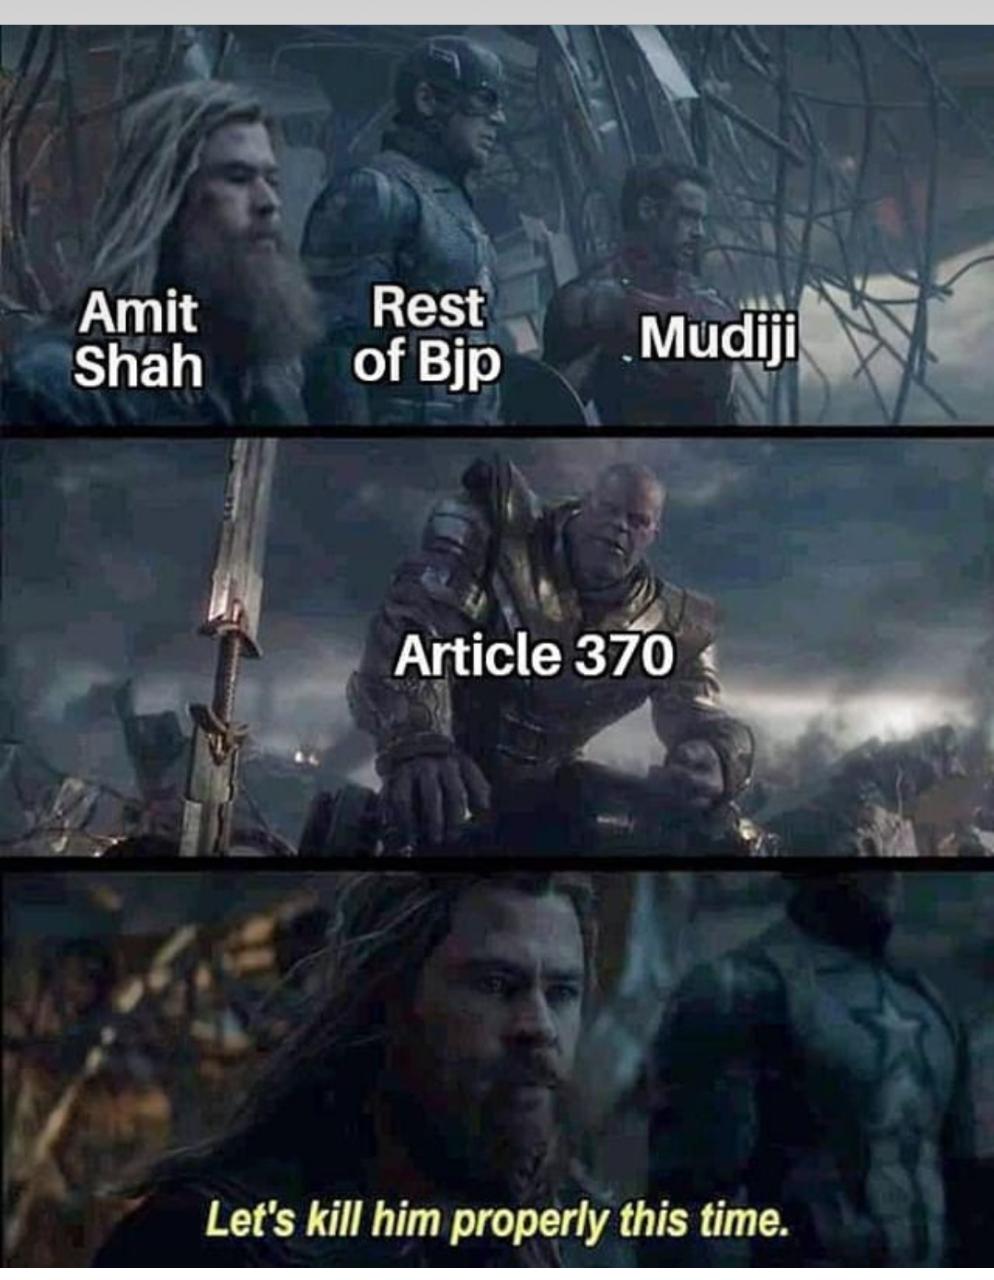 Amit
Shah
Rest
of Bjp
. Mudiji
Article 370
Let's kill him properly this time.